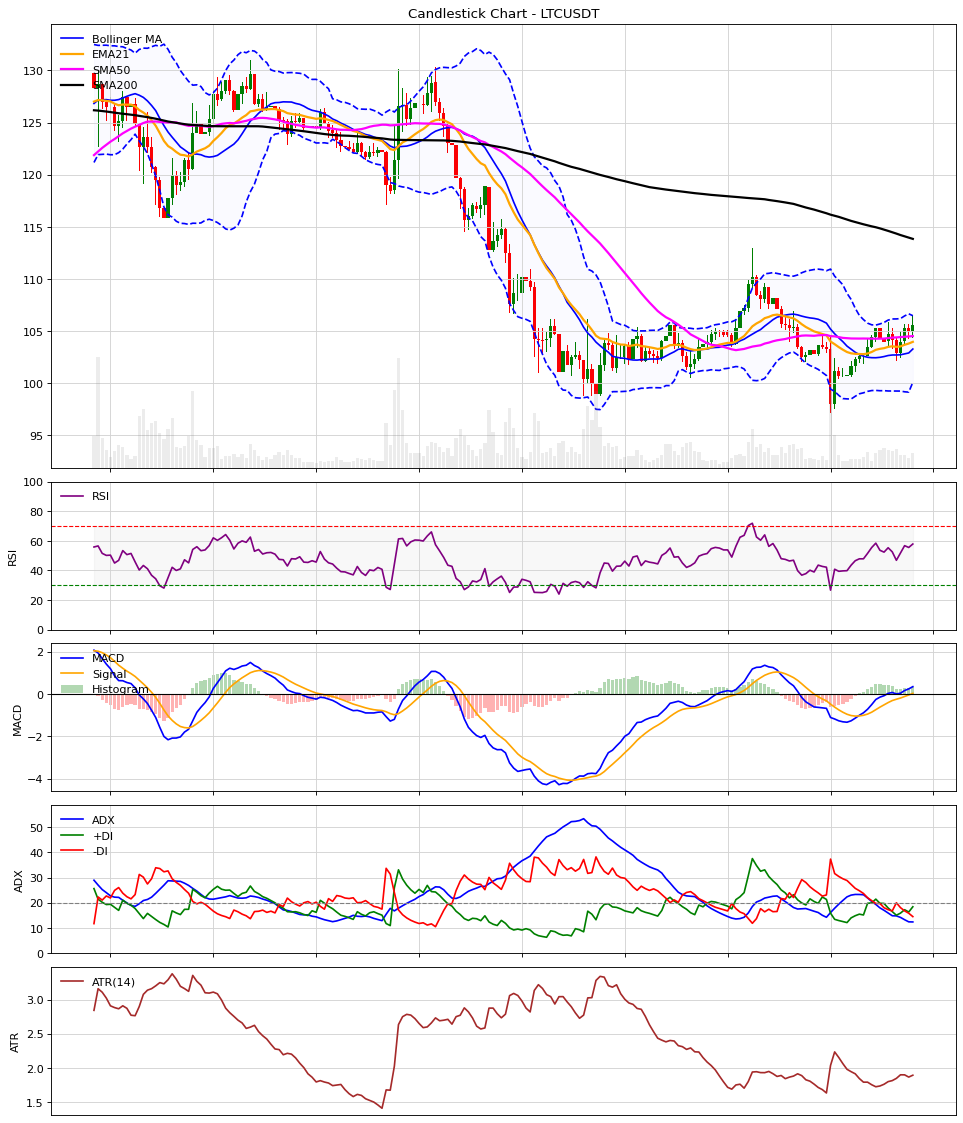 Candlestick Chart - LTCUSDT
Bollinger MA
EMA21
SMA50
SMA200
130
125
120
115
110
105
100
95
RSI
100
80
60
40
20
0
RSI
MACD
Signal
Histogram
2
0
−2
−4
MACD
ADX
+DI
-DI
50
40
30
20
10
0
ADX
ATR(14)
3.0
2.5
2.0
1.5
ATR